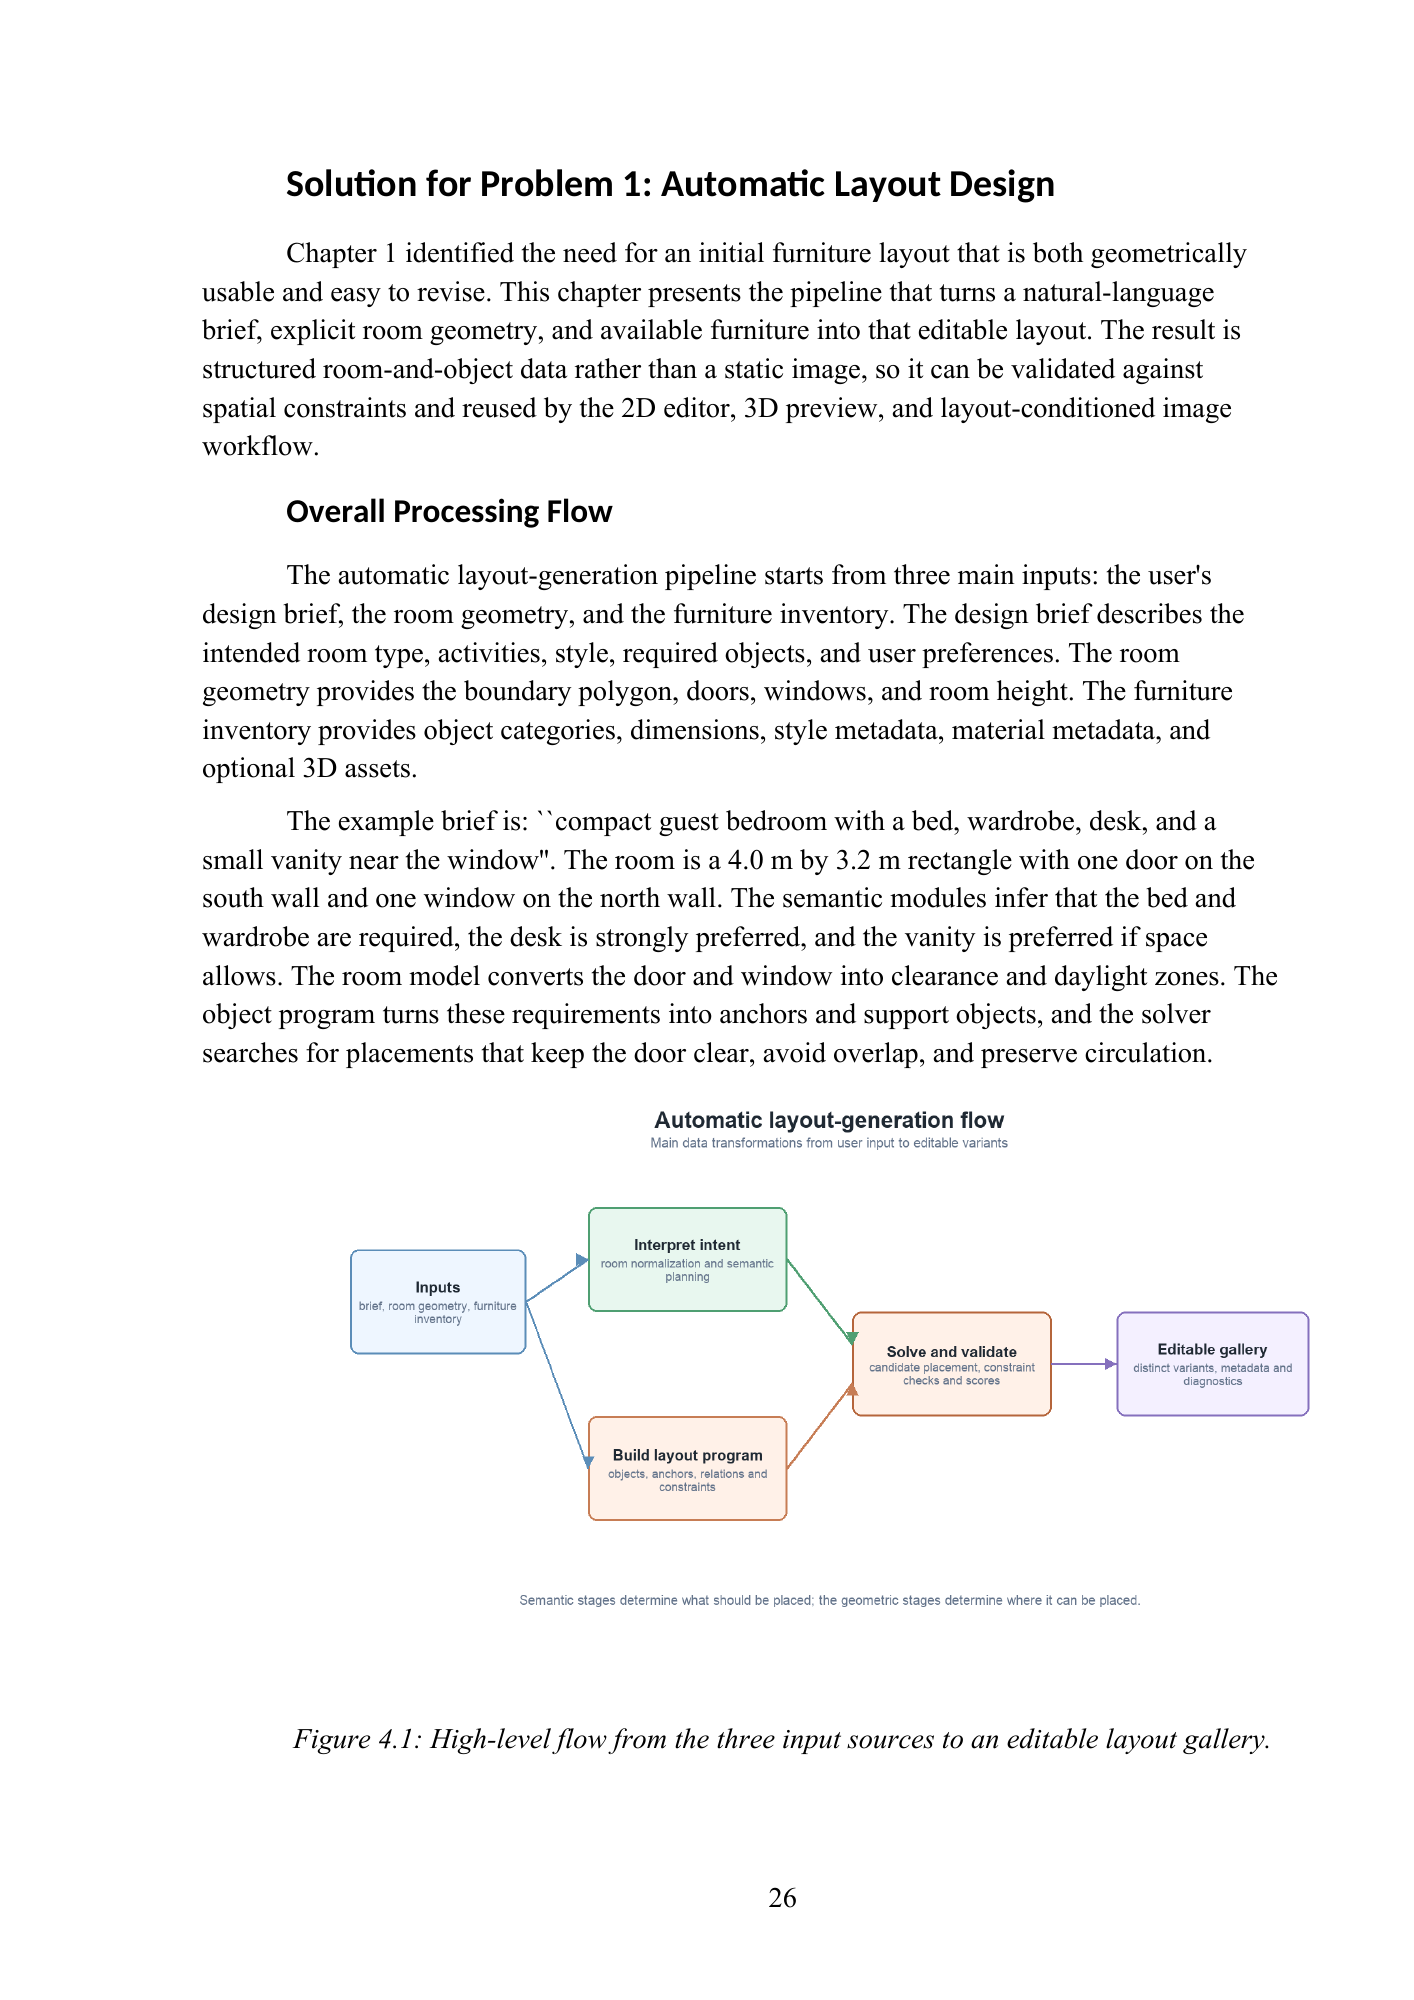 Solution for Problem 1: Automatic Layout Design
Chapter 1 identified the need for an initial furniture layout that is both geometrically
usable and easy to revise. This chapter presents the pipeline that turns a natural-language
brief, explicit room geometry, and available furniture into that editable layout. The result is
structured room-and-object data rather than a static image, so it can be validated against
spatial constraints and reused by the 2D editor, 3D preview, and layout-conditioned image
workflow.
Overall Processing Flow
The automatic layout-generation pipeline starts from three main inputs: the user's
design brief, the room geometry, and the furniture inventory. The design brief describes the
intended room type, activities, style, required objects, and user preferences. The room
geometry provides the boundary polygon, doors, windows, and room height. The furniture
inventory provides object categories, dimensions, style metadata, material metadata, and
optional 3D assets.
The example brief is: ``compact guest bedroom with a bed, wardrobe, desk, and a
small vanity near the window". The room is a 4.0 m by 3.2 m rectangle with one door on the
south wall and one window on the north wall. The semantic modules infer that the bed and
wardrobe are required, the desk is strongly preferred, and the vanity is preferred if space
allows. The room model converts the door and window into clearance and daylight zones. The
object program turns these requirements into anchors and support objects, and the solver
searches for placements that keep the door clear, avoid overlap, and preserve circulation.
Automatic layout-generation flow
Main data transformations from user input to editable variants
Inputs
brief, room geometry, furniture
inventory
Interpret intent
room normalization and semantic
planning
Build layout program
objects, anchors, relations and
constraints
Solve and validate
candidate placement, constraint
checks and scores
Editable gallery
distinct variants, metadata and
diagnostics
Semantic stages determine what should be placed; the geometric stages determine where it can be placed.
Figure 4.1: High-level flow from the three input sources to an editable layout gallery.
26